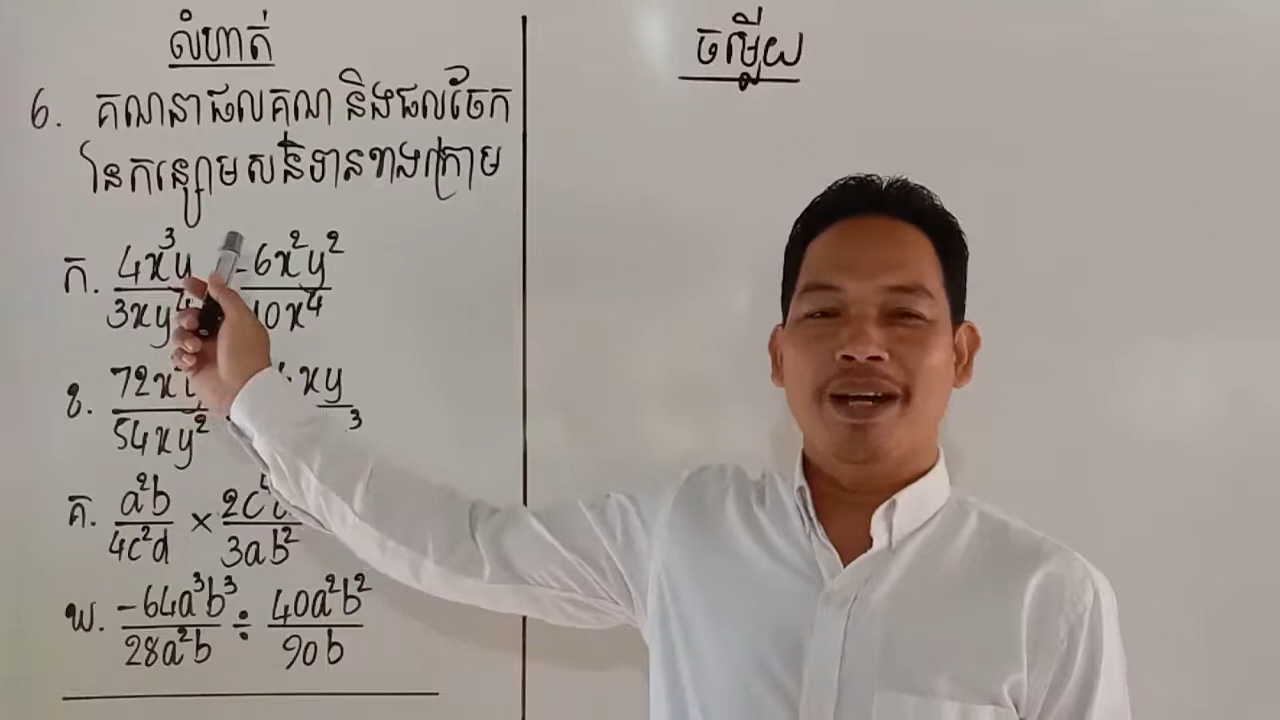 លំហាត់
6. គណនាផលគុណ និងផលចែក
នៃកន្សោមសនិទានខាងក្រោម
ក. 4x³y/3xy⁴ -6x²y²/10x⁴
ខ. 72x/54xy² xy/³
គ. a²b/4c²d × 2c⁴/3ab²
ឃ. -64a³b³/28a²b ÷ 40a²b²/90b
ចម្លើយ